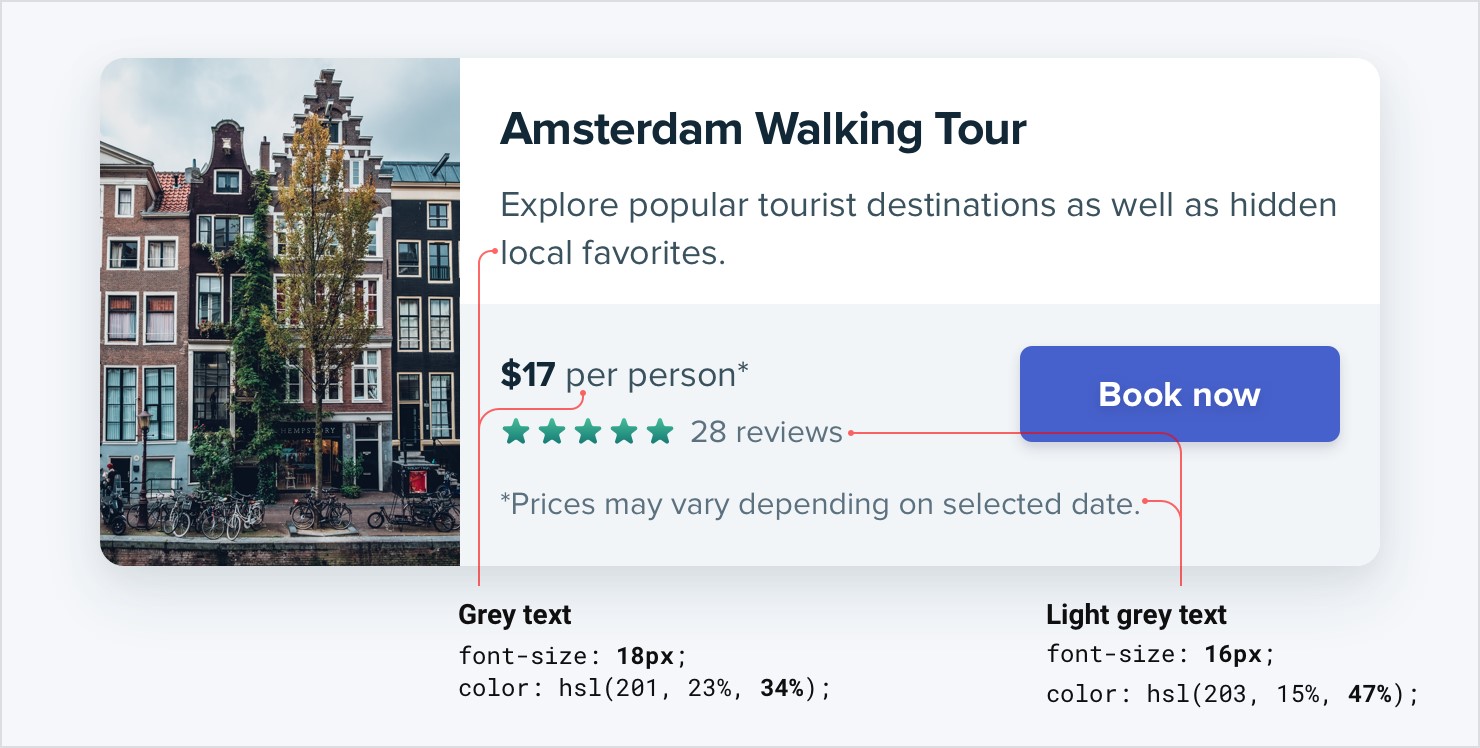 Amsterdam Walking Tour
Explore popular tourist destinations as well as hidden
local favorites.
$17 per person*
Book now
28 reviews
*Prices may vary depending on selected date.
HEMPSTORY
Grey text
font-size: 18px;
color: hsl(201, 23%, 34%);
Light grey text
font-size: 16px;
color: hsl(203, 15%, 47%);